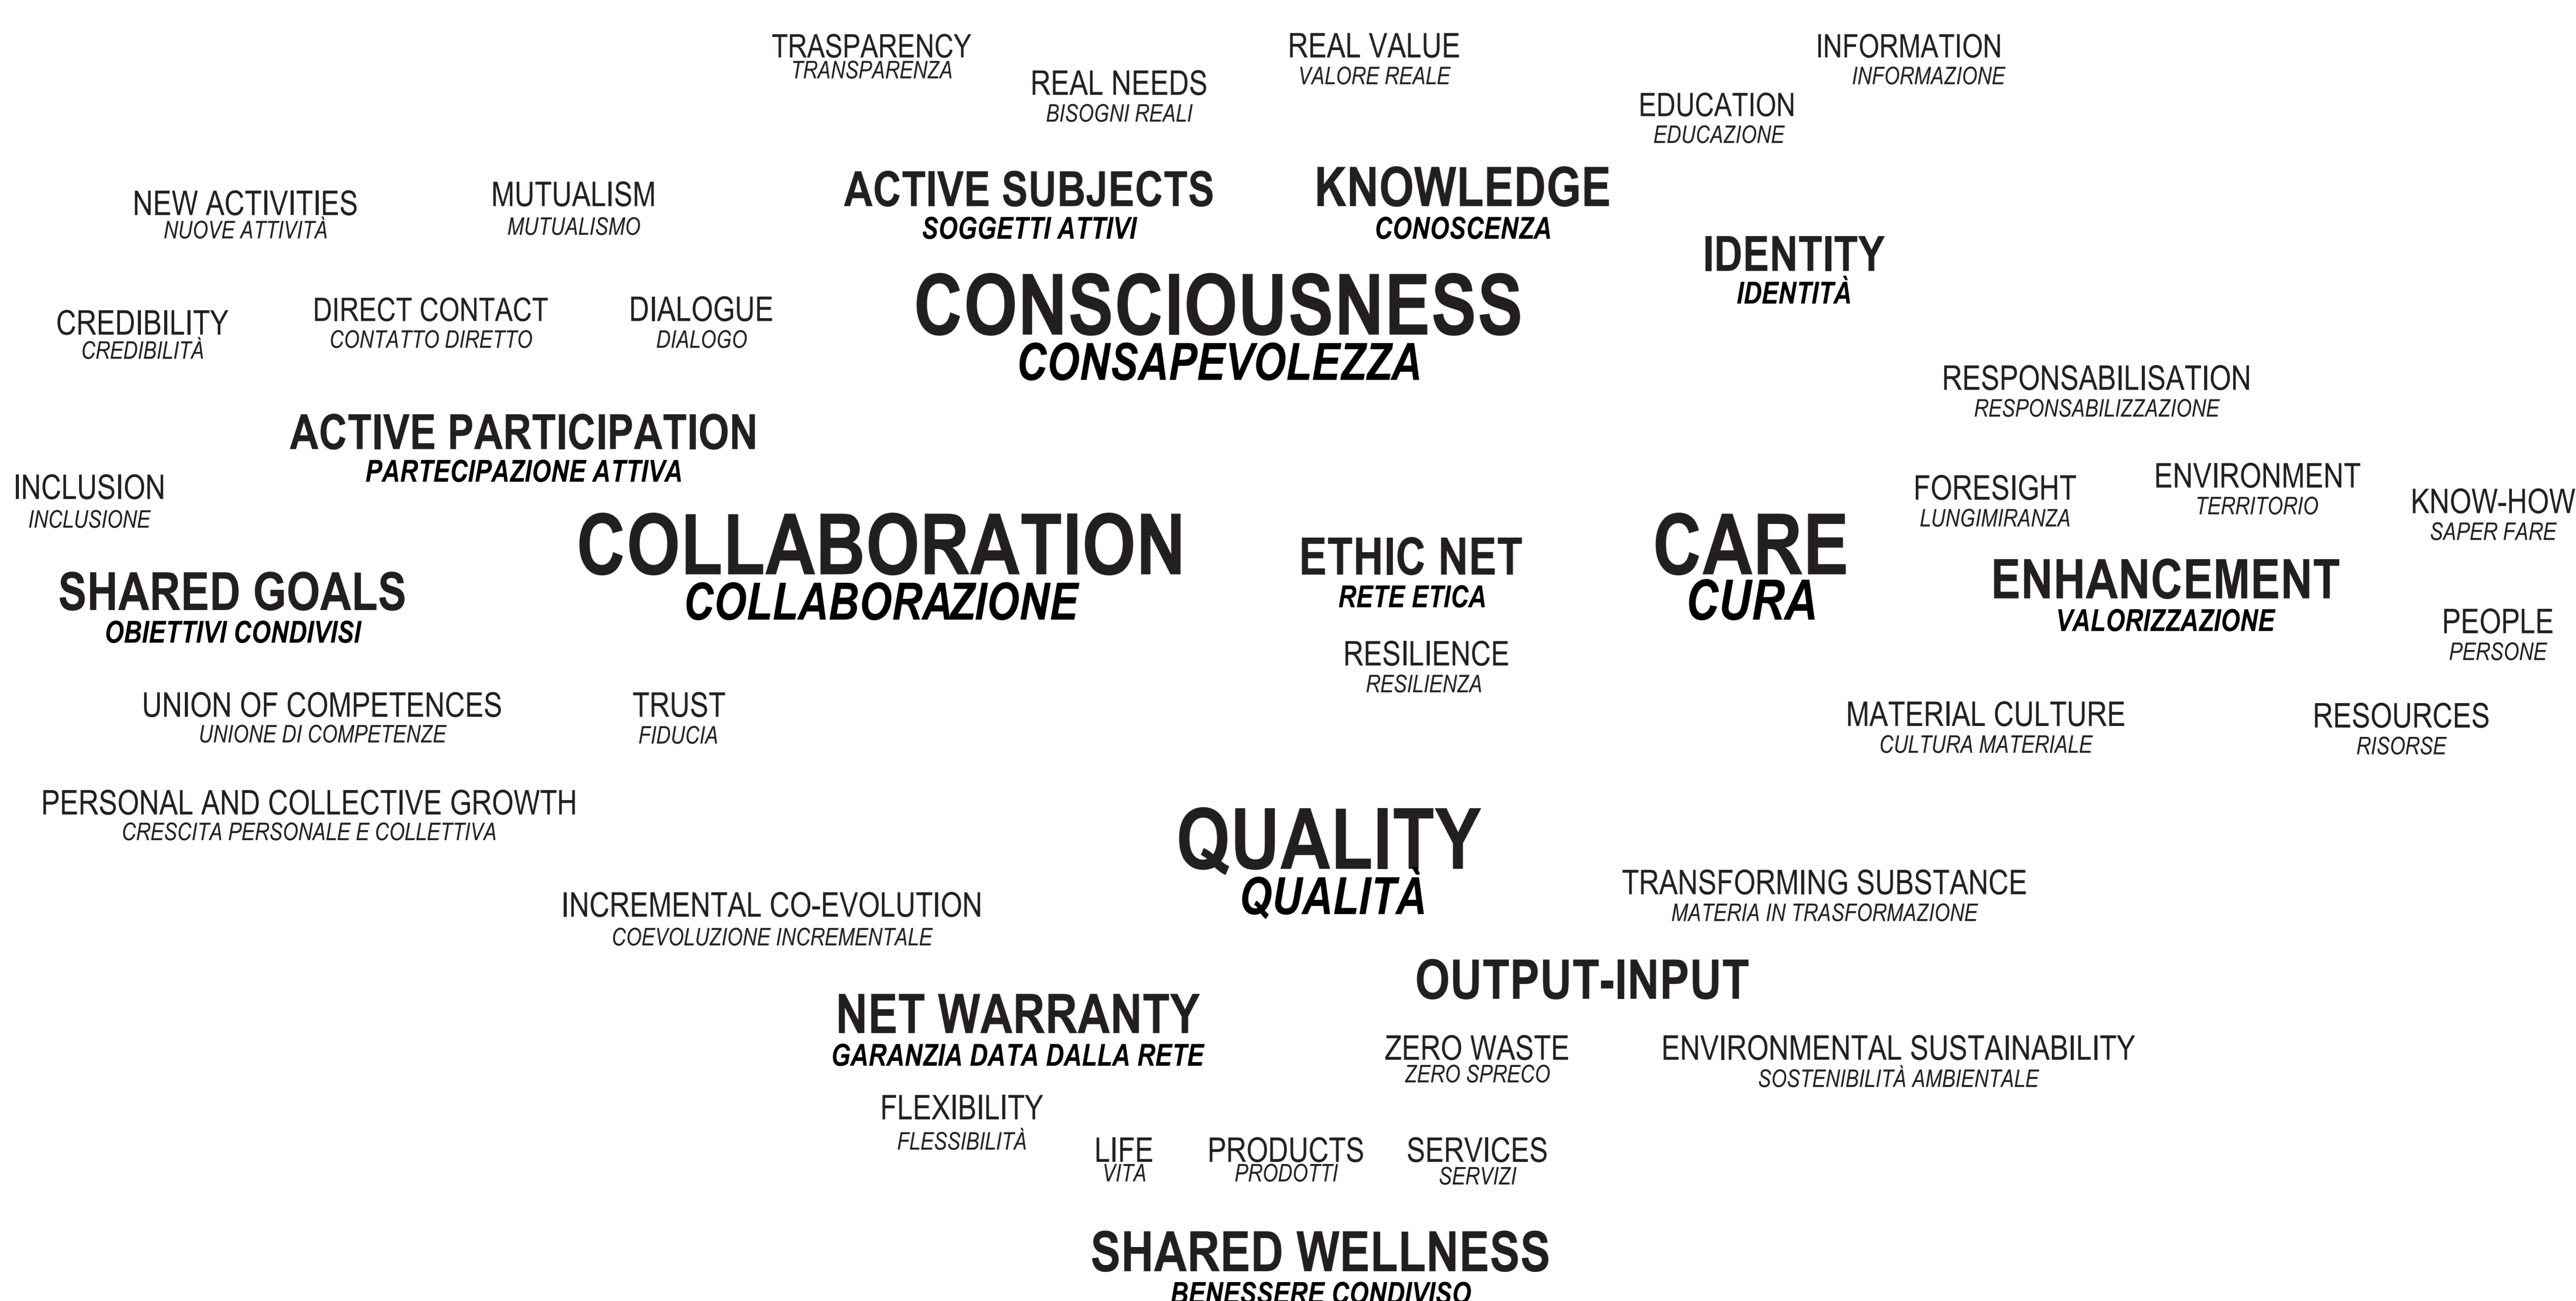 TRASPARENCY
TRANSPARENZA
REAL NEEDS
BISOGNI REALI
REAL VALUE
VALORE REALE
INFORMATION
INFORMAZIONE
EDUCATION
EDUCAZIONE
NEW ACTIVITIES
NUOVE ATTIVITÀ
MUTUALISM
MUTUALISMO
ACTIVE SUBJECTS
SOGGETTI ATTIVI
KNOWLEDGE
CONOSCENZA
IDENTITY
IDENTITÀ
CREDIBILITY
CREDIBILITÀ
DIRECT CONTACT
CONTATTO DIRETTO
DIALOGUE
DIALOGO
CONSCIOUSNESS
CONSAPEVOLEZZA
RESPONSABILISATION
RESPONSABILIZZAZIONE
ACTIVE PARTICIPATION
PARTECIPAZIONE ATTIVA
INCLUSION
INCLUSIONE
FORESIGHT
LUNGIMIRANZA
ENVIRONMENT
TERRITORIO
KNOW-HOW
SAPER FARE
COLLABORATION
COLLABORAZIONE
ETHIC NET
RETE ETICA
CARE
CURA
ENHANCEMENT
VALORIZZAZIONE
SHARED GOALS
OBIETTIVI CONDIVISI
PEOPLE
PERSONE
RESILIENCE
RESILIENZA
UNION OF COMPETENCES
UNIONE DI COMPETENZE
TRUST
FIDUCIA
MATERIAL CULTURE
CULTURA MATERIALE
RESOURCES
RISORSE
PERSONAL AND COLLECTIVE GROWTH
CRESCITA PERSONALE E COLLETTIVA
QUALITY
QUALITÀ
INCREMENTAL CO-EVOLUTION
COEVOLUZIONE INCREMENTALE
TRANSFORMING SUBSTANCE
MATERIA IN TRASFORMAZIONE
OUTPUT-INPUT
NET WARRANTY
GARANZIA DATA DALLA RETE
ZERO WASTE
ZERO SPRECO
ENVIRONMENTAL SUSTAINABILITY
SOSTENIBILITÀ AMBIENTALE
FLEXIBILITY
FLESSIBILITÀ
LIFE
VITA
PRODUCTS
PRODOTTI
SERVICES
SERVIZI
SHARED WELLNESS
BENESSERE CONDIVISO